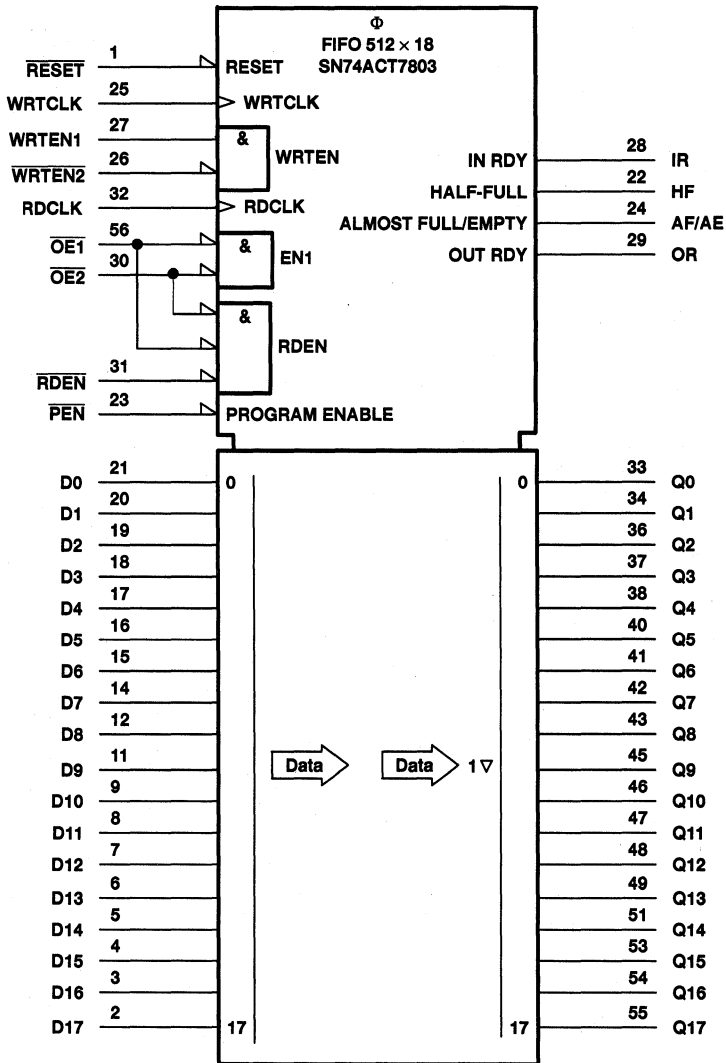 Φ
FIFO 512 × 18
SN74ACT7803
RESET 1 RESET
WRTCLK 25 WRTCLK
WRTEN1 27 & WRTEN
WRTEN2 26
RDCLK 32 RDCLK
OE1 56 & EN1
OE2 30
& RDEN
RDEN 31
PEN 23 PROGRAM ENABLE
IN RDY 28 IR
HALF-FULL 22 HF
ALMOST FULL/EMPTY 24 AF/AE
OUT RDY 29 OR
D0 21 0 0 33 Q0
D1 20 34 Q1
D2 19 36 Q2
D3 18 37 Q3
D4 17 38 Q4
D5 16 40 Q5
D6 15 41 Q6
D7 14 42 Q7
D8 12 43 Q8
D9 11 Data Data 1 ▽ 45 Q9
D10 9 46 Q10
D11 8 47 Q11
D12 7 48 Q12
D13 6 49 Q13
D14 5 51 Q14
D15 4 53 Q15
D16 3 54 Q16
D17 2 17 17 55 Q17